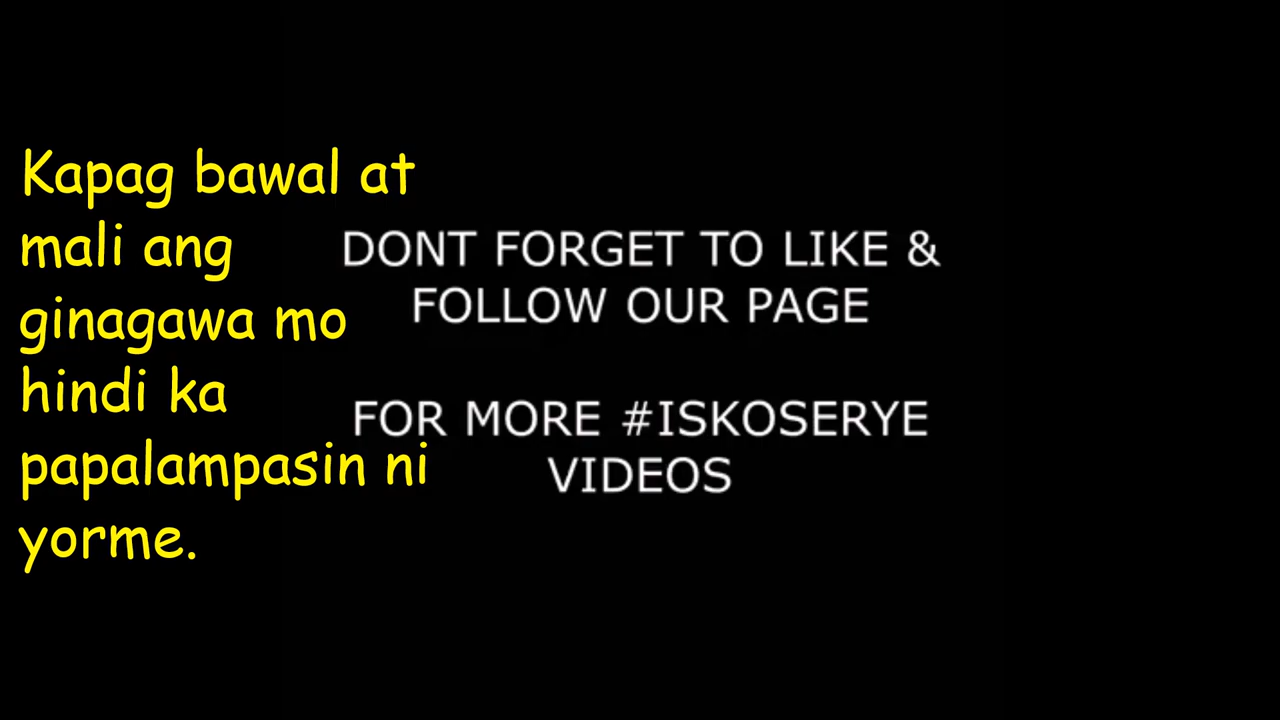 Kapag bawal at
mali ang
ginagawa mo
hindi ka
papalampasin ni
yorme.
DONT FORGET TO LIKE &
FOLLOW OUR PAGE
FOR MORE #ISKOSERYE
VIDEOS